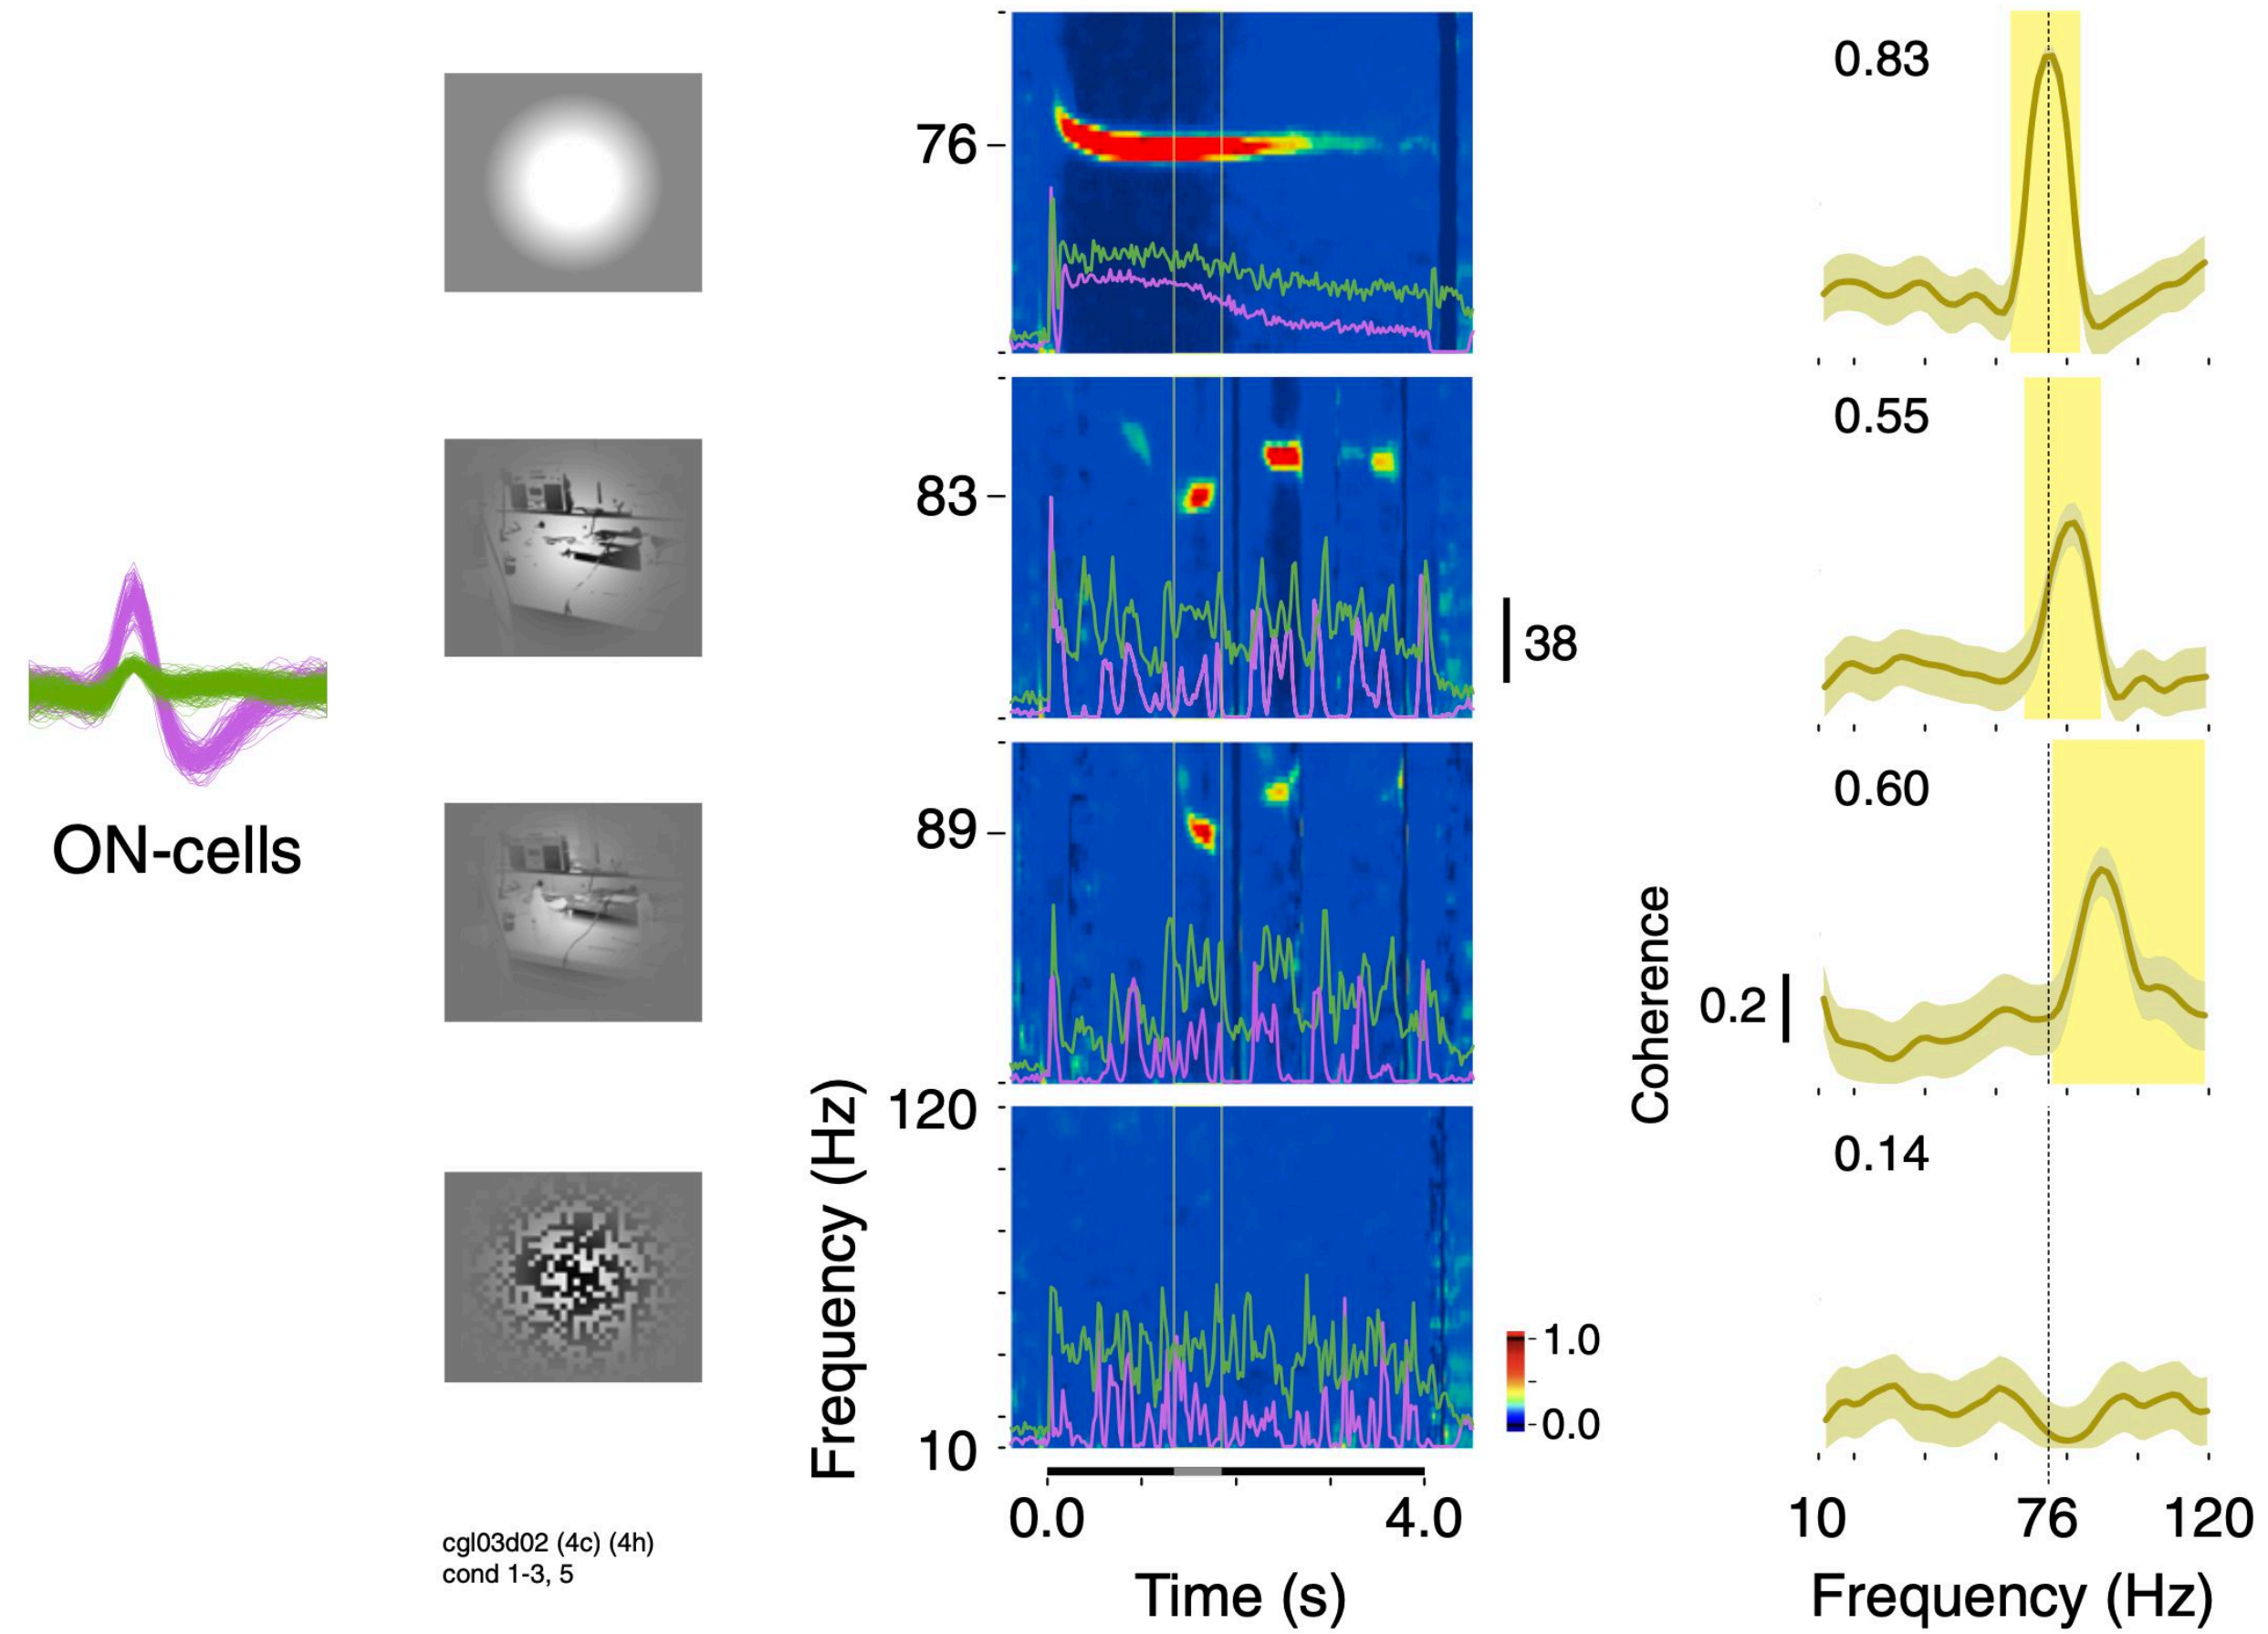 ON-cells
cgl03d02 (4c) (4h)
cond 1-3, 5
76
83
89
120
10
Frequency (Hz)
0.0
4.0
Time (s)
38
1.0
0.0
0.83
0.55
0.60
0.14
Coherence
0.2
10
76
120
Frequency (Hz)